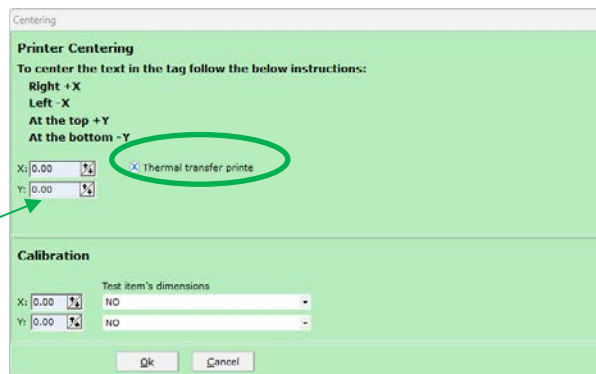 Centering
Printer Centering
To center the text in the tag follow the below instructions:
Right +X
Left -X
At the top +Y
At the bottom -Y
X: 0.00 Thermal transfer printe
Y: 0.00
Calibration
Test item's dimensions
X: 0.00 NO
Y: 0.00 NO
Ok Cancel